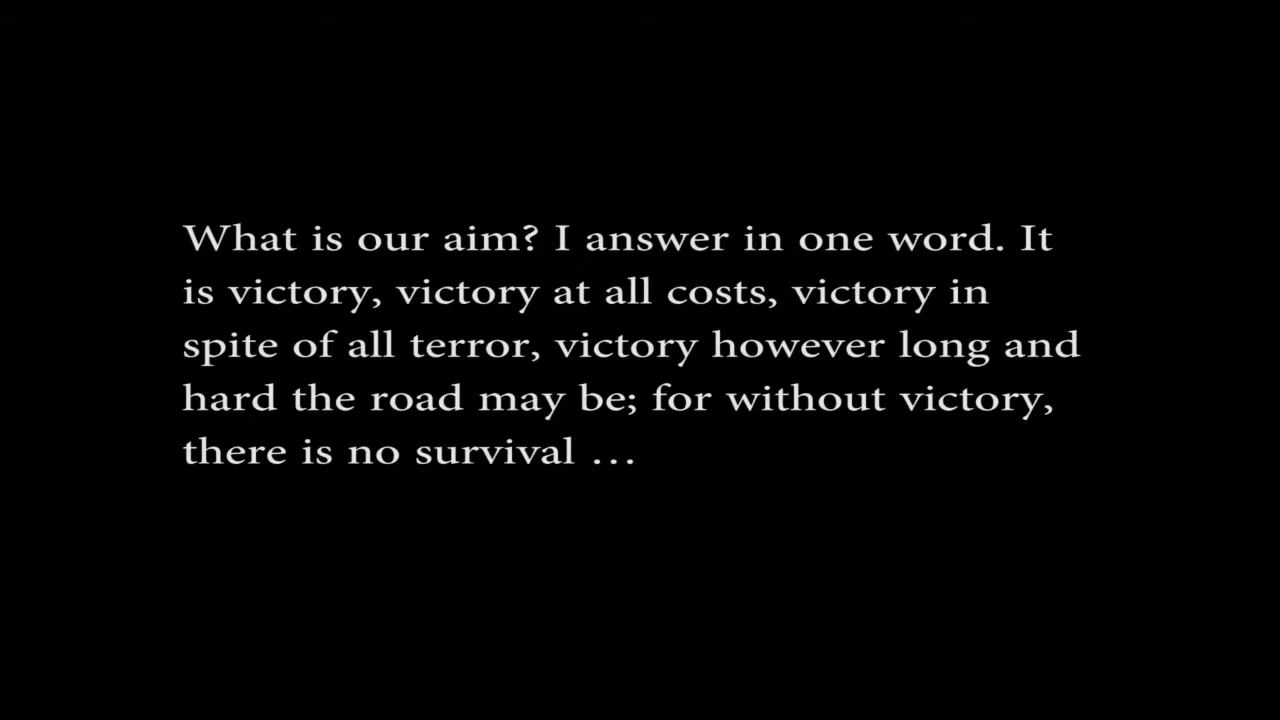 What is our aim? I answer in one word. It
is victory, victory at all costs, victory in
spite of all terror, victory however long and
hard the road may be; for without victory,
there is no survival …